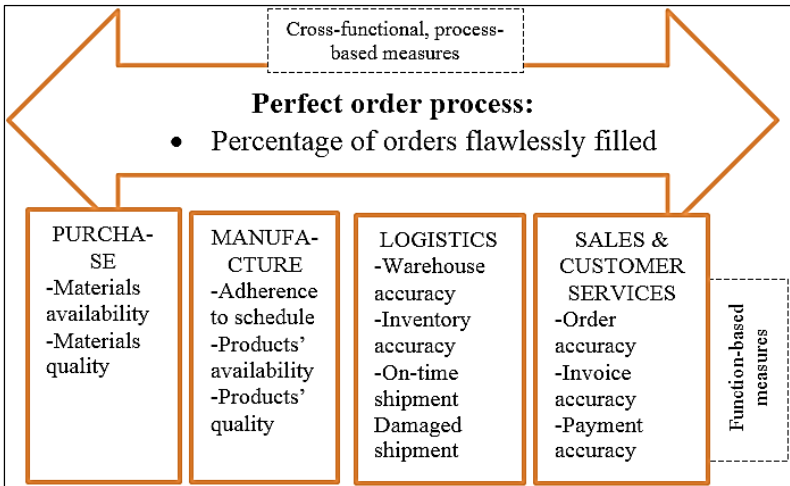 Cross-functional, process-
based measures
Perfect order process:
• Percentage of orders flawlessly filled
PURCHA-
SE
-Materials
availability
-Materials
quality
MANUFA-
CTURE
-Adherence
to schedule
-Products’
availability
-Products’
quality
LOGISTICS
-Warehouse
accuracy
-Inventory
accuracy
-On-time
shipment
Damaged
shipment
SALES &
CUSTOMER
SERVICES
-Order
accuracy
-Invoice
accuracy
-Payment
accuracy
Function-based
measures